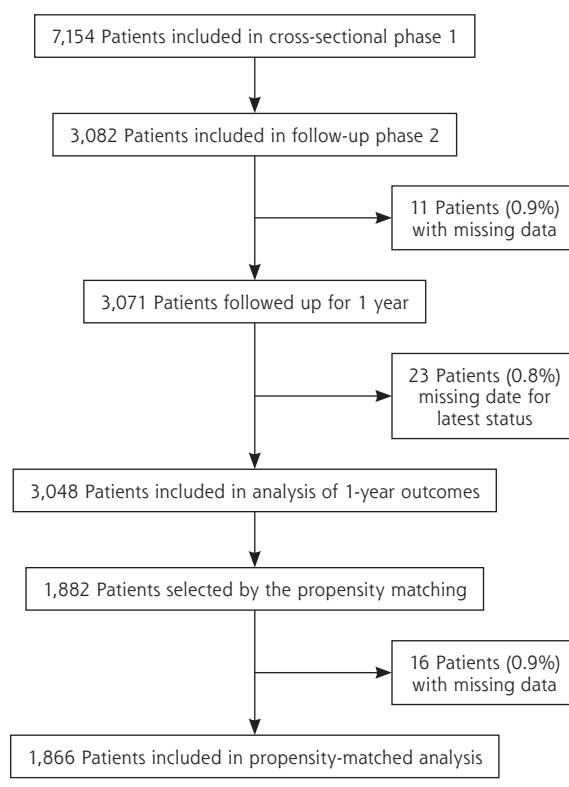 7,154 Patients included in cross-sectional phase 1
3,082 Patients included in follow-up phase 2
11 Patients (0.9%)
with missing data
3,071 Patients followed up for 1 year
23 Patients (0.8%)
missing date for
latest status
3,048 Patients included in analysis of 1-year outcomes
1,882 Patients selected by the propensity matching
16 Patients (0.9%)
with missing data
1,866 Patients included in propensity-matched analysis